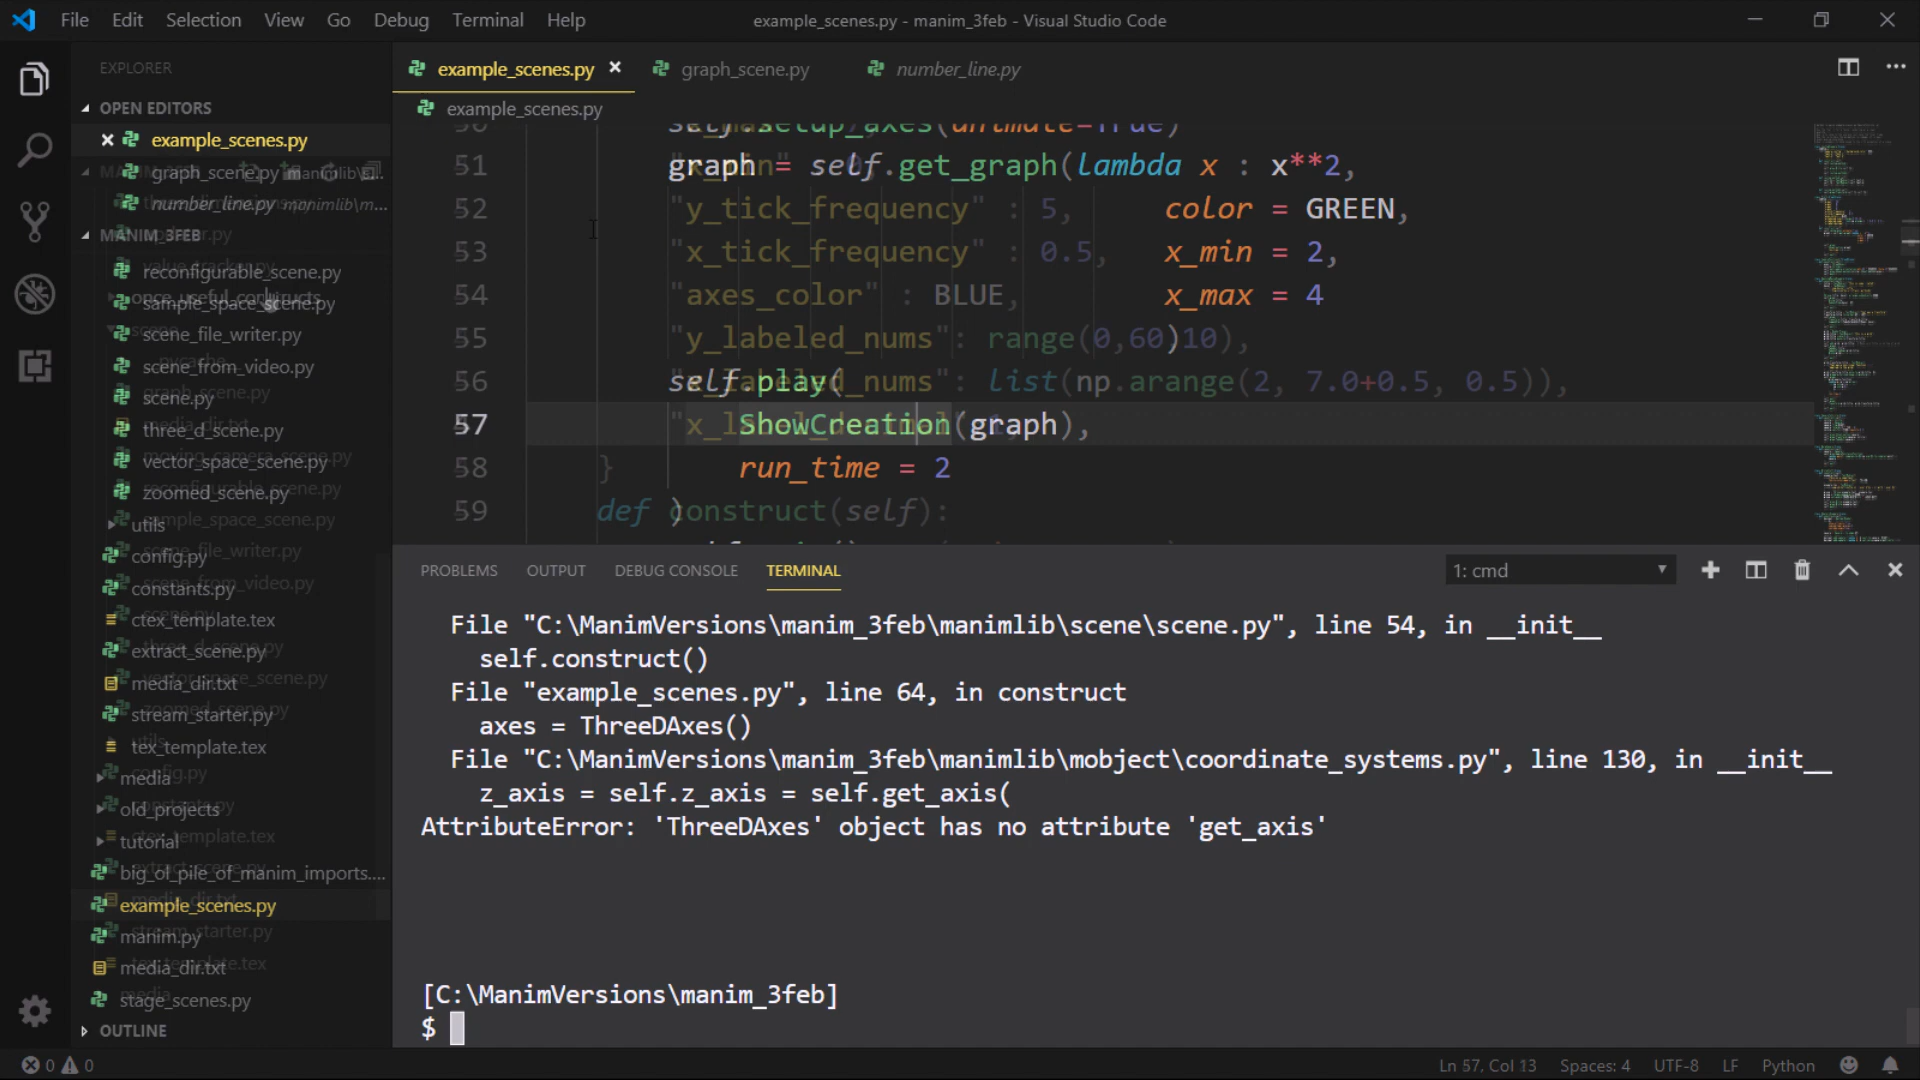 File Edit Selection View Go Debug Terminal Help
example_scenes.py - manim_3feb - Visual Studio Code
EXPLORER
OPEN EDITORS
example_scenes.py
graph_scene.py manimlib\...
number_line.py manimlib\m...
MANIM_3FEB
reconfigurable_scene.py
sample_space_scene.py
scene_file_writer.py
scene_from_video.py
scene.py
three_d_scene.py
vector_space_scene.py
zoomed_scene.py
utils
config.py
constants.py
ctex_template.tex
extract_scene.py
media_dir.txt
stream_starter.py
tex_template.tex
media
old_projects
tutorial
big_ol_pile_of_manim_imports....
example_scenes.py
manim.py
media_dir.txt
stage_scenes.py
OUTLINE
example_scenes.py graph_scene.py number_line.py
example_scenes.py
self.setup_axes(animate=True)
51 graph = self.get_graph(lambda x : x**2,
52 "y_tick_frequency" : 5, color = GREEN,
53 "x_tick_frequency" : 0.5, x_min = 2,
54 "axes_color" : BLUE, x_max = 4
55 "y_labeled_nums": range(0,60)10),
56 self.play( _nums": list(np.arange(2, 7.0+0.5, 0.5)),
57 ShowCreation(graph),
58 } run_time = 2
59 def construct(self):
)
PROBLEMS OUTPUT DEBUG CONSOLE TERMINAL
1: cmd
File "C:\ManimVersions\manim_3feb\manimlib\scene\scene.py", line 54, in __init__
self.construct()
File "example_scenes.py", line 64, in construct
axes = ThreeDAxes()
File "C:\ManimVersions\manim_3feb\manimlib\mobject\coordinate_systems.py", line 130, in __init__
z_axis = self.z_axis = self.get_axis(
AttributeError: 'ThreeDAxes' object has no attribute 'get_axis'
[C:\ManimVersions\manim_3feb]
$
0 0
Ln 57, Col 13 Spaces: 4 UTF-8 LF Python